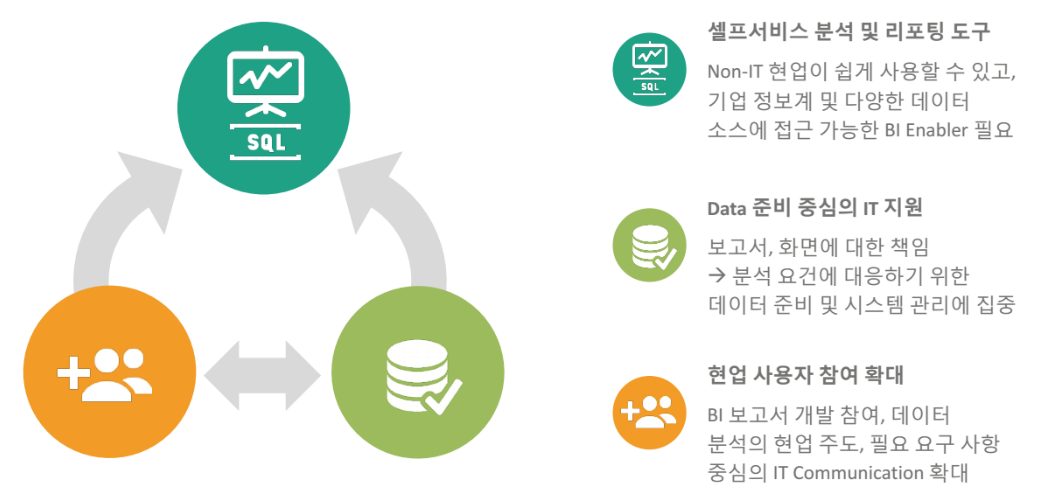 SQL
셀프서비스 분석 및 리포팅 도구
SQL
Non-IT 현업이 쉽게 사용할 수 있고,
기업 정보계 및 다양한 데이터
소스에 접근 가능한 BI Enabler 필요
Data 준비 중심의 IT 지원
보고서, 화면에 대한 책임
→ 분석 요건에 대응하기 위한
데이터 준비 및 시스템 관리에 집중
현업 사용자 참여 확대
BI 보고서 개발 참여, 데이터
분석의 현업 주도, 필요 요구 사항
중심의 IT Communication 확대